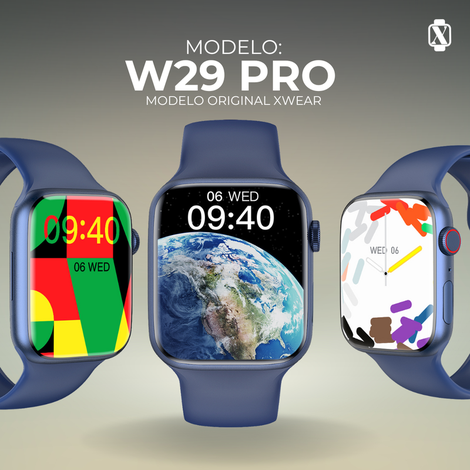 MODELO:
W29 PRO
MODELO ORIGINAL XWEAR
X
09:40
06 WED
06 WED
09:40
WED 06